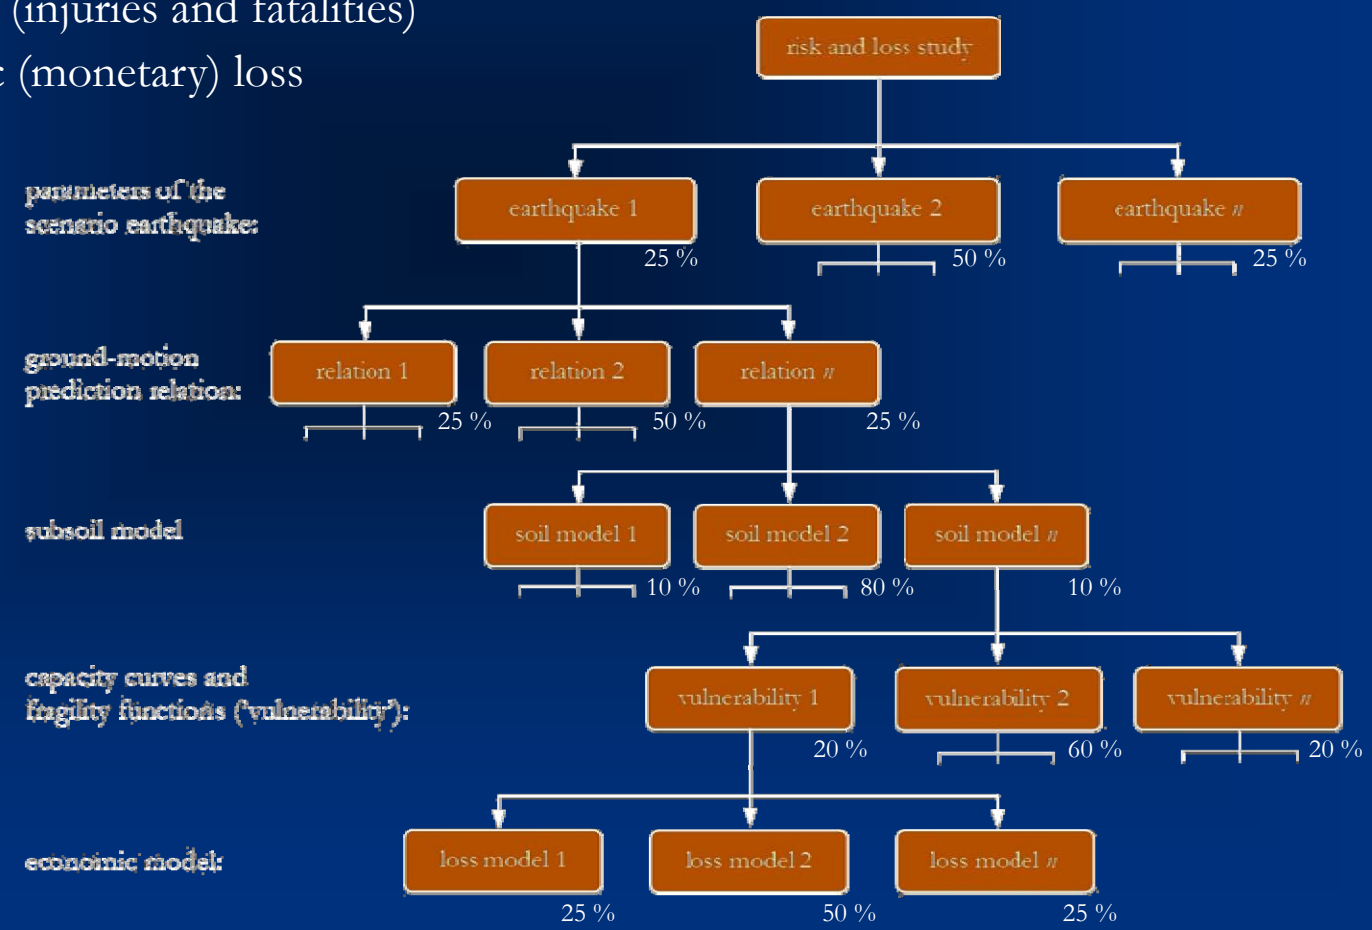 (injuries and fatalities)
(monetary) loss
risk and loss study
parameters of the
scenario earthquake:
earthquake 1
earthquake 2
earthquake n
25 %
50 %
25 %
ground-motion
prediction relation:
relation 1
relation 2
relation n
25 %
50 %
25 %
subsoil model
soil model 1
soil model 2
soil model n
10 %
80 %
10 %
capacity curves and
fragility functions ('vulnerability'):
vulnerability 1
vulnerability 2
vulnerability n
20 %
60 %
20 %
economic model:
loss model 1
loss model 2
loss model n
25 %
50 %
25 %